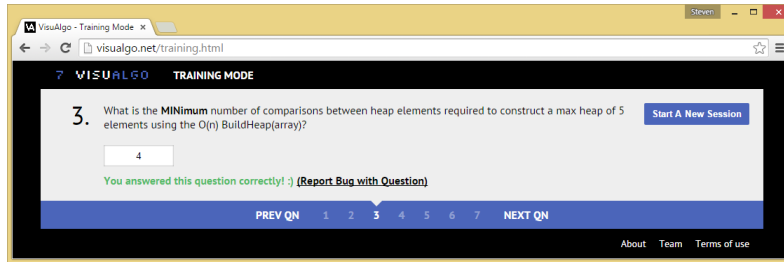 Steven
VisuAlgo - Training Mode
visualgo.net/training.html
7 VISUALGO TRAINING MODE
3. What is the MINimum number of comparisons between heap elements required to construct a max heap of 5
elements using the O(n) BuildHeap(array)?
Start A New Session
4
You answered this question correctly! :) (Report Bug with Question)
PREV QN 1 2 3 4 5 6 7 NEXT QN
About Team Terms of use